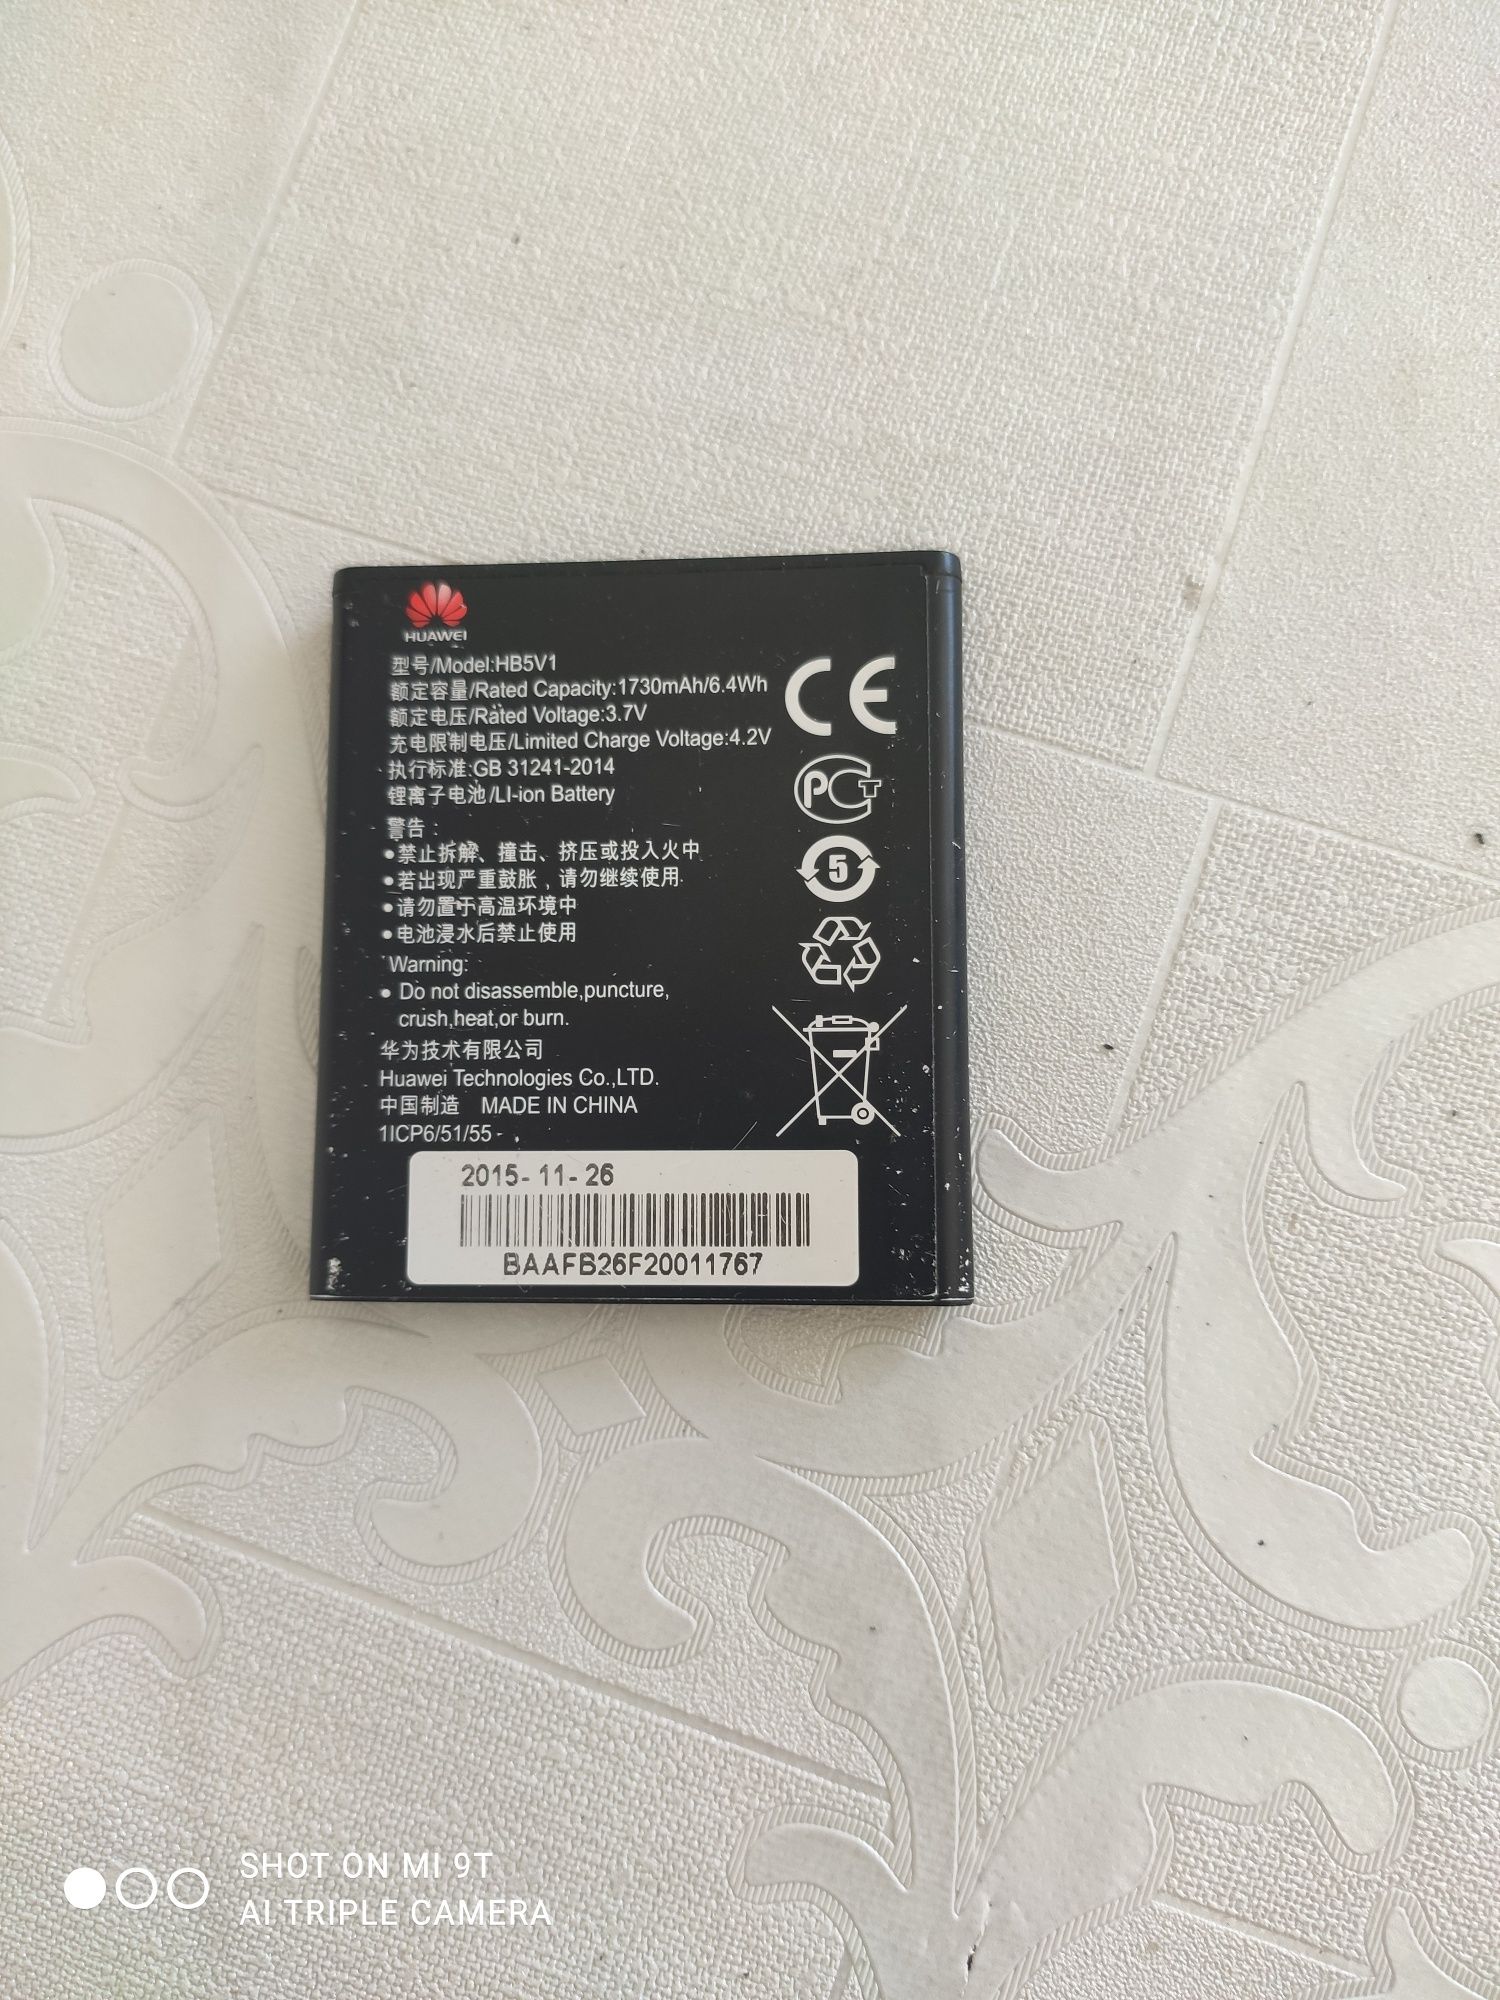 HUAWEI
型号/Model:HB5V1
额定容量/Rated Capacity:1730mAh/6.4Wh
额定电压/Rated Voltage:3.7V
充电限制电压/Limited Charge Voltage:4.2V
执行标准:GB 31241-2014
锂离子电池/LI-ion Battery
CE
PCT
5
警告:
•禁止拆解、撞击、挤压或投入火中
•若出现严重鼓胀，请勿继续使用
•请勿置于高温环境中
•电池浸水后禁止使用
Warning:
• Do not disassemble,puncture,
crush,heat,or burn.
华为技术有限公司
Huawei Technologies Co.,LTD.
中国制造 MADE IN CHINA
1ICP6/51/55
2015-11-26
BAAFB26F20011767
SHOT ON MI 9T
AI TRIPLE CAMERA